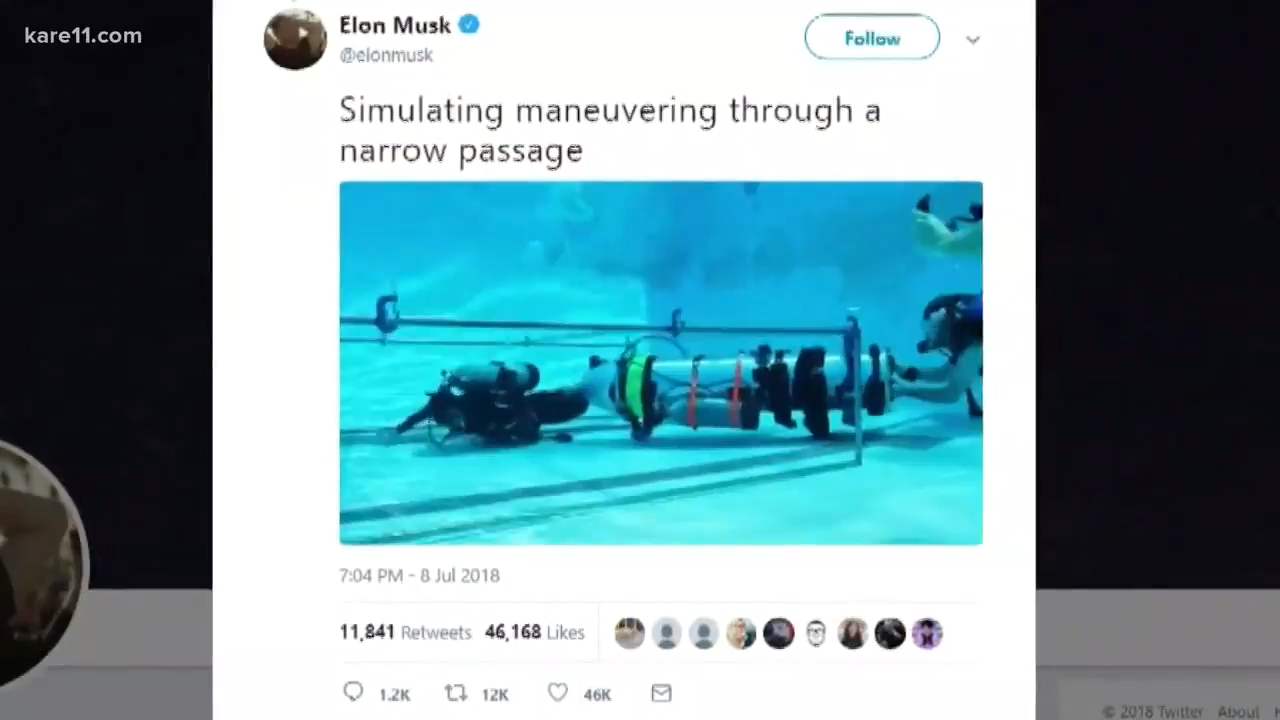 kare11.com
Elon Musk
@elonmusk
Follow
Simulating maneuvering through a
narrow passage
7:04 PM - 8 Jul 2018
11,841 Retweets 46,168 Likes
1.2K 12K 46K
© 2018 Twitter About